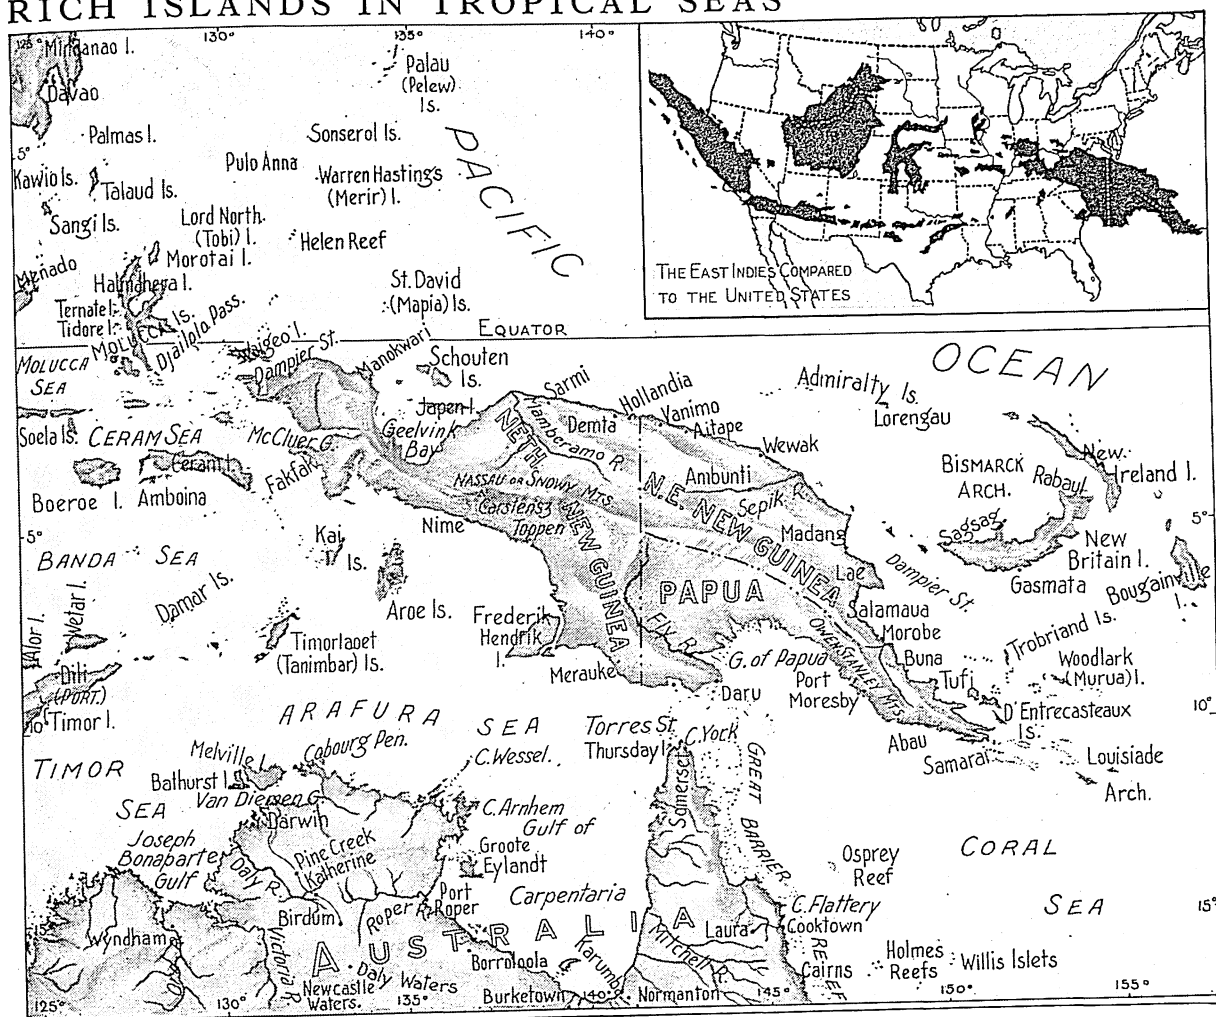 RICH ISLANDS IN TROPICAL SEAS
125°
Mindanao I.
130°
135°
140°
Davao
Palau
(Pelew)
Is.
Palmas I.
Sonserol Is.
5°
Pulo Anna
Kawio Is.
Talaud Is.
Warren Hastings
(Merir) I.
Sangi Is.
Lord North
(Tobi) I.
Helen Reef
Morotai I.
PACIFIC
Menado
Halmahera I.
Ternate I.
Tidore I.
MOLUCCA Is.
Djailolo Pass.
St. David
(Mapia) Is.
EQUATOR
THE EAST INDIES COMPARED
TO THE UNITED STATES
OCEAN
MOLUCCA
SEA
Waigeo I.
Dampier St.
Manokwari
Schouten
Is.
Japen I.
Sarmi
Hollandia
Vanimo
Aitape
Wewak
Admiralty Is.
Lorengau
Soela Is.
CERAM SEA
McCluer G.
Geelvink
Bay
Mamberamo R.
Demta
NETH.
NEW GUINEA
Ceram I.
Boeroe I.
Amboina
Fakfak
NASSAU OR SNOWY MTS.
Carstensz
Toppen
Nime
Ambunti
Sepik R.
N.E. NEW GUINEA
Madang
BISMARCK
ARCH.
Rabaul
New
Ireland I.
Sagsag
New
Britain I.
Gasmata
5°
Bougainville
I.
5°
BANDA SEA
Kai
Is.
Aroe Is.
Damar Is.
Wetar I.
Alor I.
PAPUA
Lae
Dampier St.
Salamaua
Morobe
Trobriand Is.
Buna
Woodlark
(Murua) I.
Frederik
Hendrik
I.
Fly R.
Merauke
G. of Papua
Port
Moresby
OWEN STANLEY MTS.
Tufi
Daru
D'Entrecasteaux
Is.
10°
Timorlaoet
(Tanimbar) Is.
Dili
(PORT.)
Timor I.
10°
Abau
Samarai
Louisiade
Arch.
ARAFURA SEA
Torres St.
Thursday I.
C. York
Somerset
C. Wessel
TIMOR
SEA
Melville I.
Bathurst I.
Cobourg Pen.
Van Diemen G.
Darwin
C. Arnhem
Gulf of
Carpentaria
Groote
Eylandt
Joseph
Bonaparte
Gulf
Daly R.
Pine Creek
Katherine
GREAT BARRIER REEF
Osprey
Reef
CORAL
SEA
Port
Roper
Roper R.
Birdum
C. Flattery
Cooktown
15°
15°
Wyndham
Victoria R.
AUSTRALIA
Daly Waters
Newcastle
Waters.
Borroloola
Karumba
Mitchell R.
Laura
Cairns
Holmes
Reefs
Willis Islets
Burketown
Normanton
125°
130°
135°
140°
145°
150°
155°